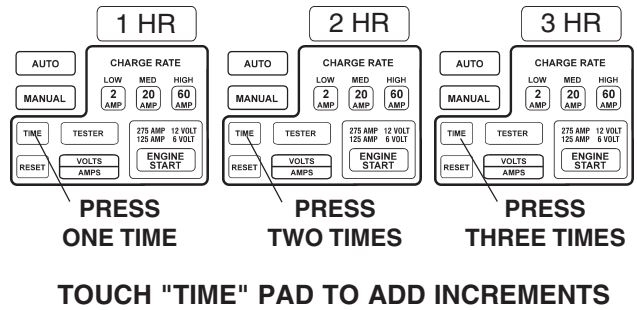 1 HR
AUTO
MANUAL
CHARGE RATE
LOW MED HIGH
2 AMP 20 AMP 60 AMP
TIME
TESTER
275 AMP 12 VOLT
125 AMP 6 VOLT
RESET
VOLTS
AMPS
ENGINE
START
PRESS
ONE TIME
2 HR
AUTO
MANUAL
CHARGE RATE
LOW MED HIGH
2 AMP 20 AMP 60 AMP
TIME
TESTER
275 AMP 12 VOLT
125 AMP 6 VOLT
RESET
VOLTS
AMPS
ENGINE
START
PRESS
TWO TIMES
3 HR
AUTO
MANUAL
CHARGE RATE
LOW MED HIGH
2 AMP 20 AMP 60 AMP
TIME
TESTER
275 AMP 12 VOLT
125 AMP 6 VOLT
RESET
VOLTS
AMPS
ENGINE
START
PRESS
THREE TIMES
TOUCH "TIME" PAD TO ADD INCREMENTS